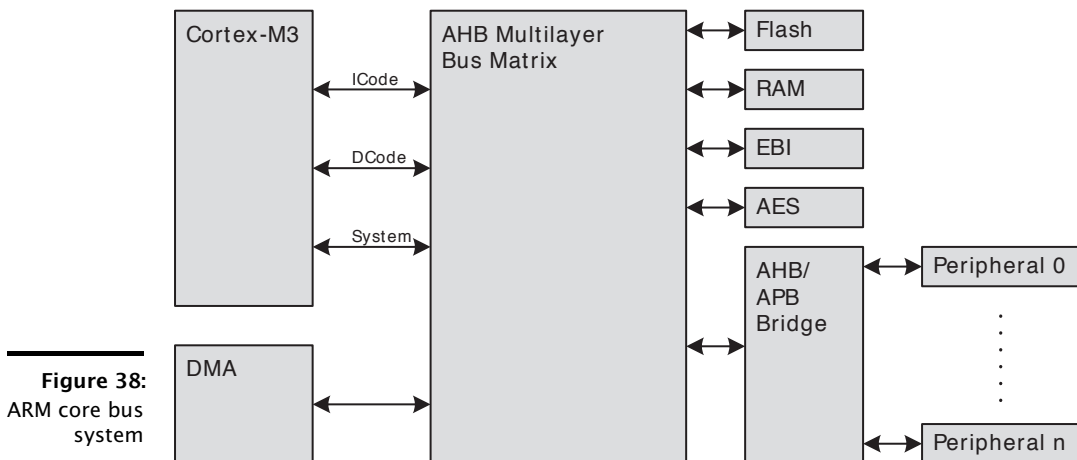 Cortex-M3
ICode
DCode
System
DMA
AHB Multilayer
Bus Matrix
Flash
RAM
EBI
AES
AHB/
APB
Bridge
Peripheral 0
Peripheral n
Figure 38:
ARM core bus
system